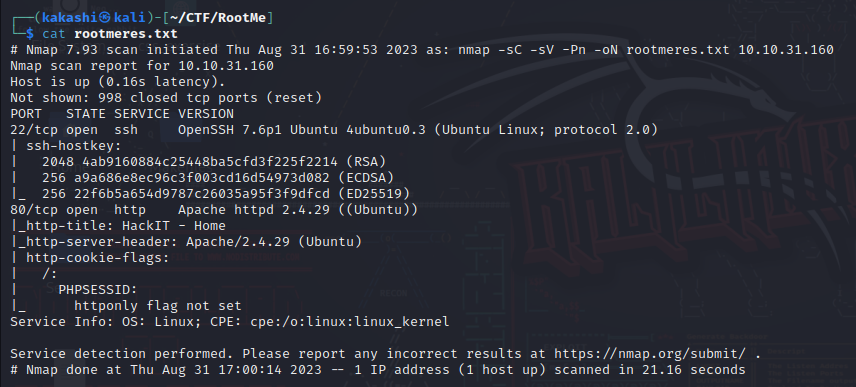 ┌──(kakashi㉿kali)-[~/CTF/RootMe]
└─$ cat rootmeres.txt
# Nmap 7.93 scan initiated Thu Aug 31 16:59:53 2023 as: nmap -sC -sV -Pn -oN rootmeres.txt 10.10.31.160
Nmap scan report for 10.10.31.160
Host is up (0.16s latency).
Not shown: 998 closed tcp ports (reset)
PORT   STATE SERVICE VERSION
22/tcp open  ssh     OpenSSH 7.6p1 Ubuntu 4ubuntu0.3 (Ubuntu Linux; protocol 2.0)
| ssh-hostkey:
|   2048 4ab9160884c25448ba5cfd3f225f2214 (RSA)
|   256 a9a686e8ec96c3f003cd16d54973d082 (ECDSA)
|_  256 22f6b5a654d9787c26035a95f3f9dfcd (ED25519)
80/tcp open  http    Apache httpd 2.4.29 ((Ubuntu))
|_http-title: HackIT - Home
|_http-server-header: Apache/2.4.29 (Ubuntu)
| http-cookie-flags:
|   /:
|     PHPSESSID:
|_      httponly flag not set
Service Info: OS: Linux; CPE: cpe:/o:linux:linux_kernel

Service detection performed. Please report any incorrect results at https://nmap.org/submit/ .
# Nmap done at Thu Aug 31 17:00:14 2023 -- 1 IP address (1 host up) scanned in 21.16 seconds
KALI LINUX